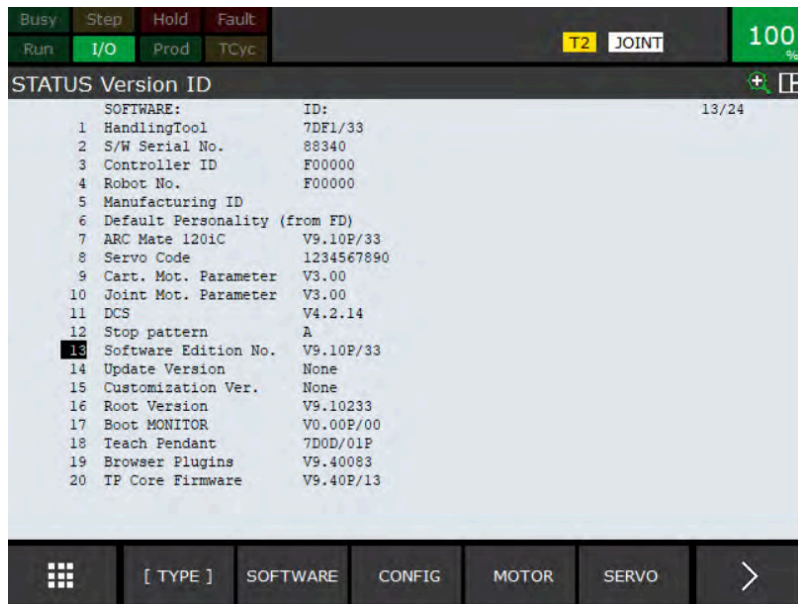 Busy Step Hold Fault
Run I/O Prod TCyc T2 JOINT 100 %
STATUS Version ID
SOFTWARE: ID: 13/24
1 HandlingTool 7DF1/33
2 S/W Serial No. 88340
3 Controller ID F00000
4 Robot No. F00000
5 Manufacturing ID
6 Default Personality (from FD)
7 ARC Mate 120iC V9.10P/33
8 Servo Code 1234567890
9 Cart. Mot. Parameter V3.00
10 Joint Mot. Parameter V3.00
11 DCS V4.2.14
12 Stop pattern A
13 Software Edition No. V9.10P/33
14 Update Version None
15 Customization Ver. None
16 Root Version V9.10233
17 Boot MONITOR V0.00P/00
18 Teach Pendant 7D0D/01P
19 Browser Plugins V9.40083
20 TP Core Firmware V9.40P/13
[ TYPE ] SOFTWARE CONFIG MOTOR SERVO >